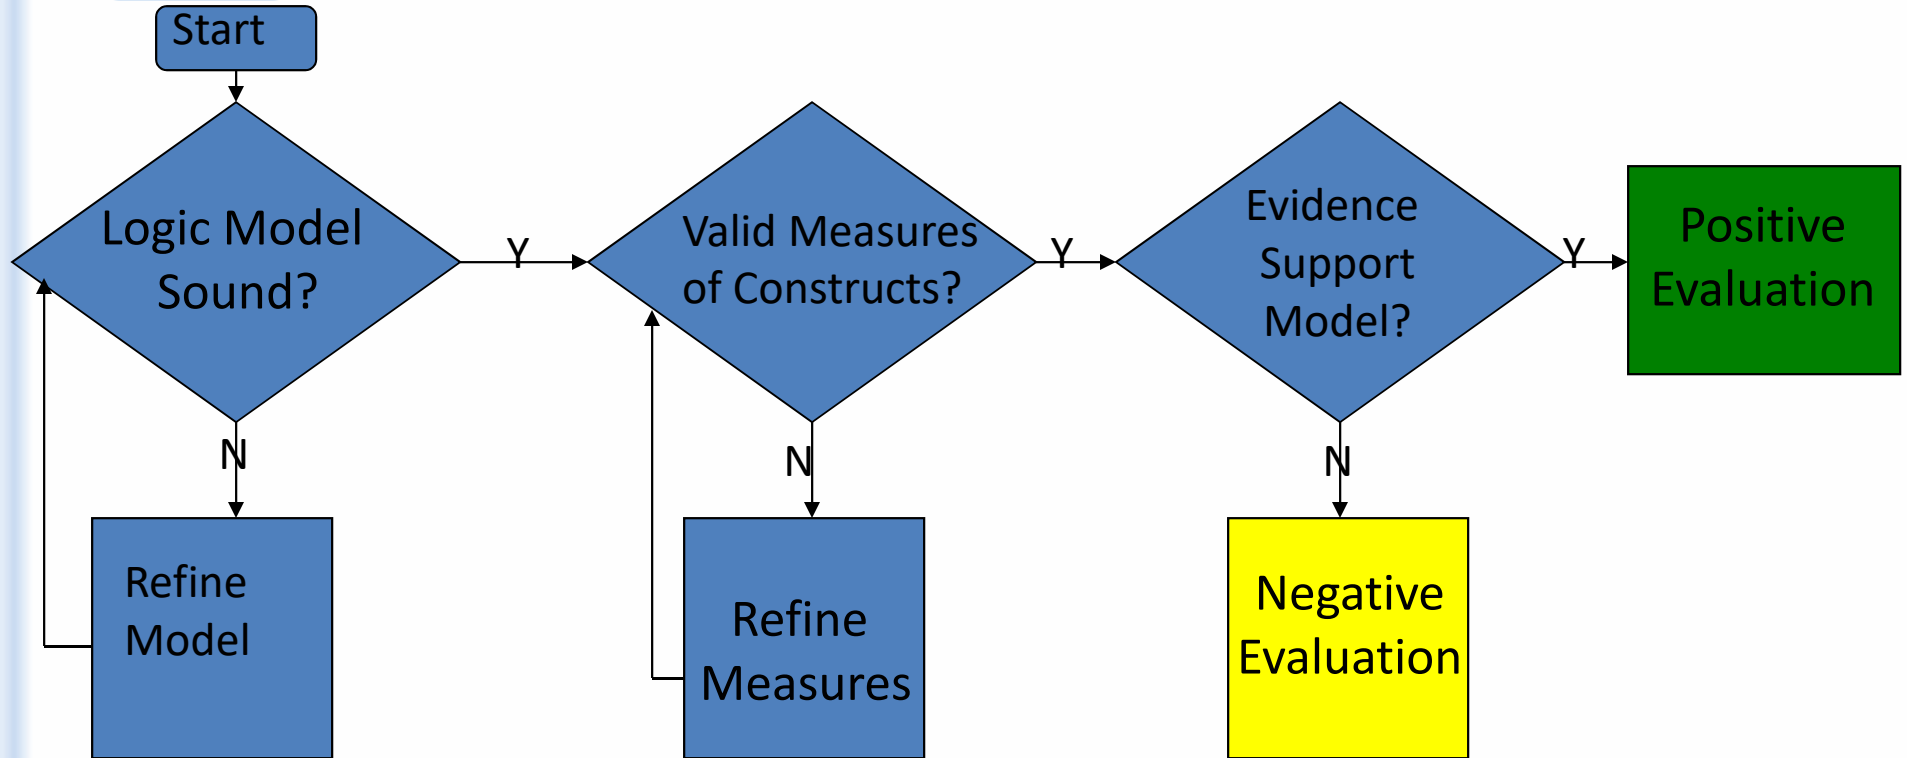 Start
Logic Model
Sound?
Y
Valid Measures
of Constructs?
Y
Evidence
Support
Model?
Y
Positive
Evaluation
N
N
N
Refine
Model
Refine
Measures
Negative
Evaluation